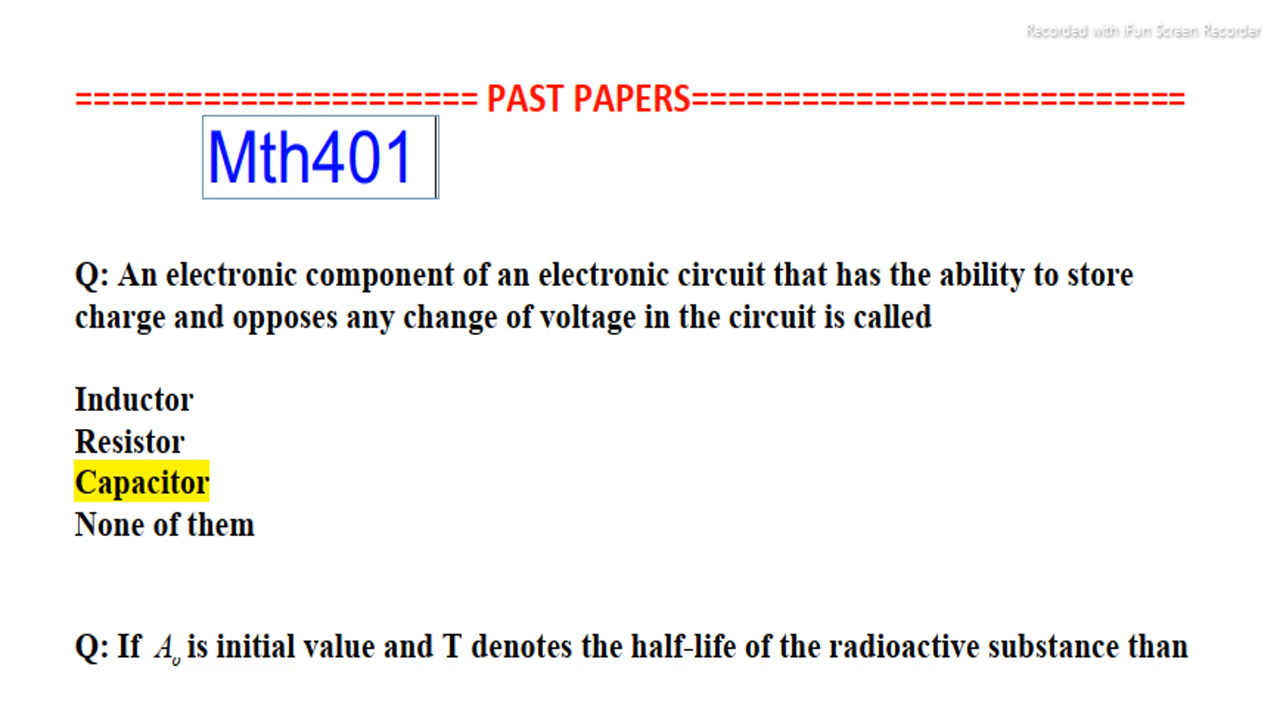 Recorded with iFun Screen Recorder
====================== PAST PAPERS===========================
Mth401
Q: An electronic component of an electronic circuit that has the ability to store
charge and opposes any change of voltage in the circuit is called
Inductor
Resistor
Capacitor
None of them
Q: If A₀ is initial value and T denotes the half-life of the radioactive substance than